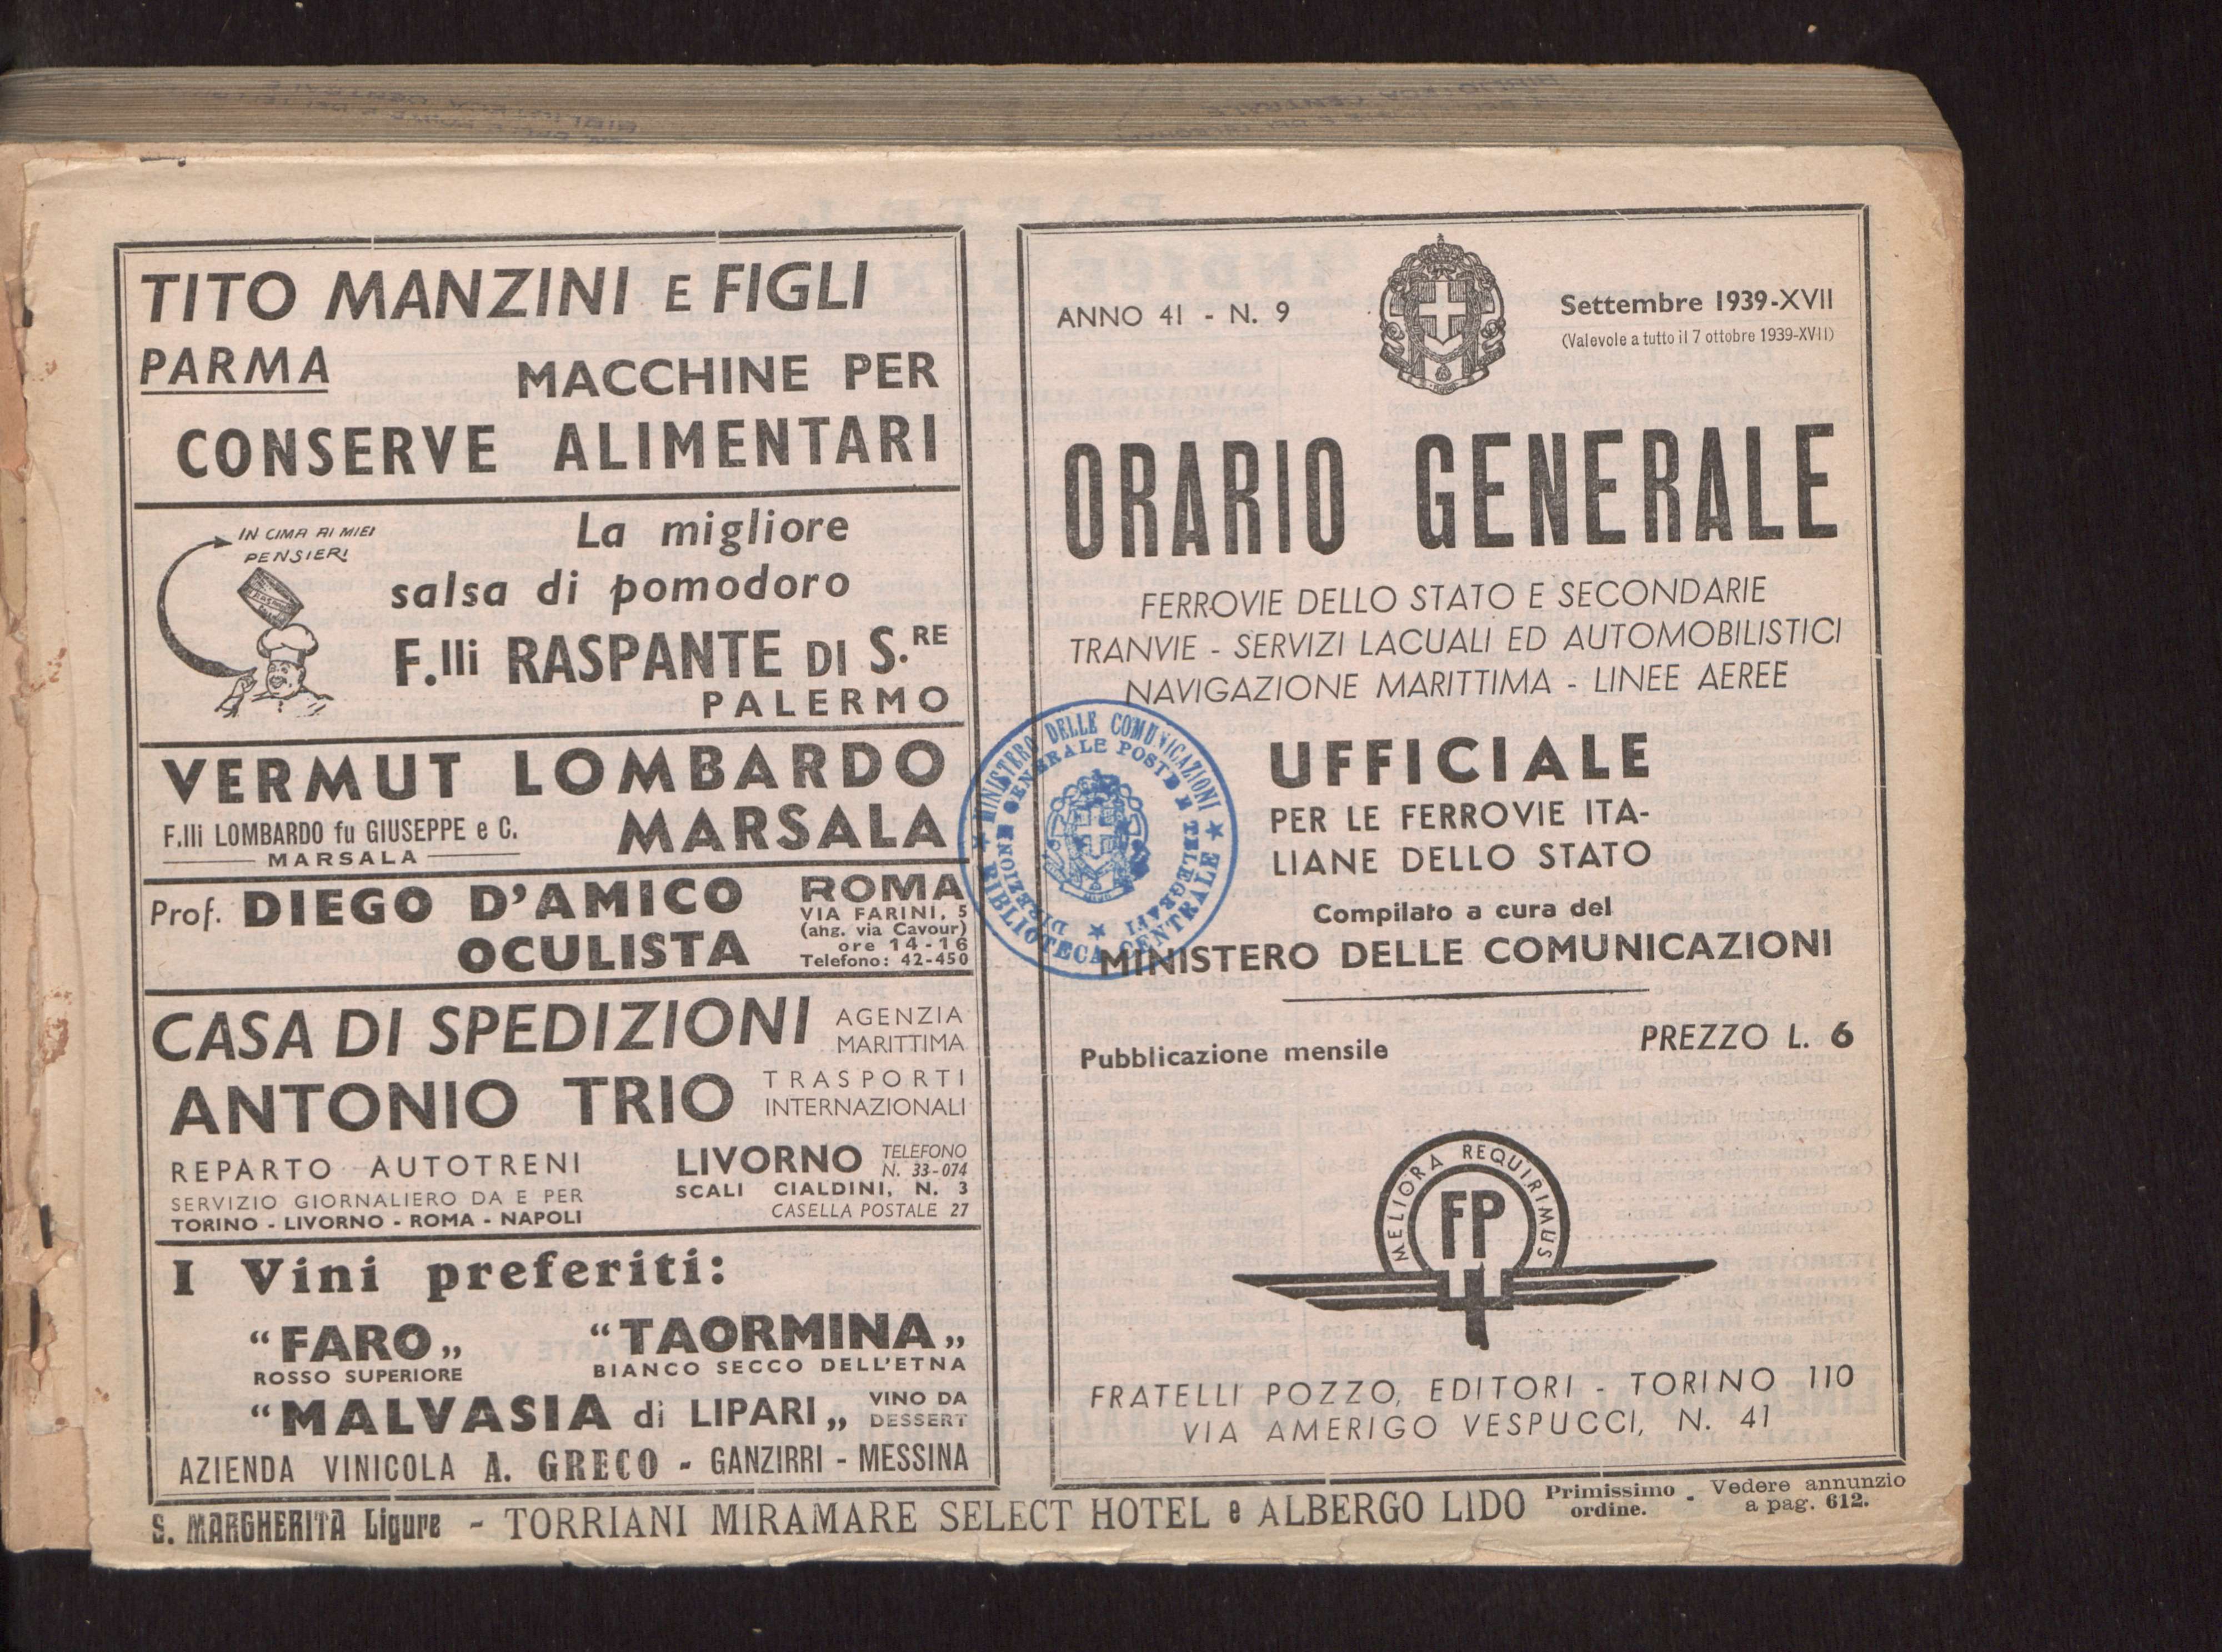 TITO MANZINI E FIGLI
PARMA MACCHINE PER
CONSERVE ALIMENTARI
IN CIMA AI MIEI
PENSIERI
La migliore
salsa di pomodoro
F.lli RASPANTE DI S.RE
PALERMO
VERMUT LOMBARDO
F.lli LOMBARDO fu GIUSEPPE e C. MARSALA
MARSALA
Prof. DIEGO D'AMICO
OCULISTA
ROMA
VIA FARINI, 5
(ang. via Cavour)
ore 14-16
Telefono: 42-450
CASA DI SPEDIZIONI
AGENZIA
MARITTIMA
ANTONIO TRIO
TRASPORTI
INTERNAZIONALI
REPARTO AUTOTRENI
SERVIZIO GIORNALIERO DA E PER
TORINO - LIVORNO - ROMA - NAPOLI
LIVORNO TELEFONO
N. 33-074
SCALI CIALDINI, N. 3
CASELLA POSTALE 27
I Vini preferiti:
“FARO„
ROSSO SUPERIORE
“TAORMINA„
BIANCO SECCO DELL'ETNA
“MALVASIA di LIPARI„ VINO DA
DESSERT
AZIENDA VINICOLA A. GRECO - GANZIRRI - MESSINA
ANNO 41 - N. 9
Settembre 1939-XVII
(Valevole a tutto il 7 ottobre 1939-XVII)
ORARIO GENERALE
FERROVIE DELLO STATO E SECONDARIE
TRANVIE - SERVIZI LACUALI ED AUTOMOBILISTICI
NAVIGAZIONE MARITTIMA - LINEE AEREE
MINISTERO DELLE COMUNICAZIONI
DIREZIONE GENERALE POSTE E TELEGRAFI
BIBLIOTECA CENTRALE
UFFICIALE
PER LE FERROVIE ITA-
LIANE DELLO STATO
Compilato a cura del
MINISTERO DELLE COMUNICAZIONI
Pubblicazione mensile
PREZZO L. 6
MELIORA REQUIRIMUS
FP
FRATELLI POZZO, EDITORI - TORINO 110
VIA AMERIGO VESPUCCI, N. 41
S. MARGHERITA Ligure - TORRIANI MIRAMARE SELECT HOTEL e ALBERGO LIDO Primissimo ordine. - Vedere annunzio a pag. 612.